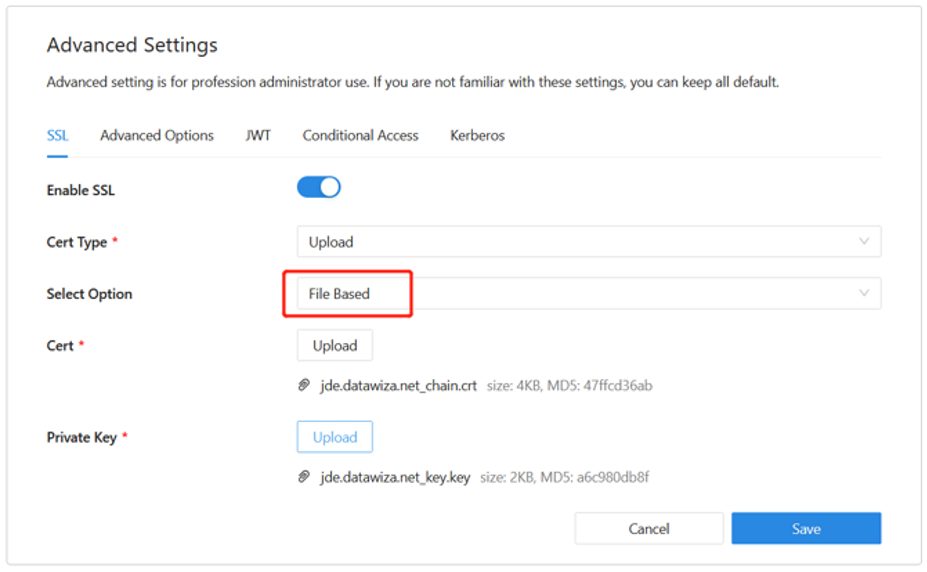 Advanced Settings
Advanced setting is for profession administrator use. If you are not familiar with these settings, you can keep all default.
SSL Advanced Options JWT Conditional Access Kerberos
Enable SSL
Cert Type * Upload
Select Option File Based
Cert * Upload
jde.datawiza.net_chain.crt size: 4KB, MD5: 47ffcd36ab
Private Key * Upload
jde.datawiza.net_key.key size: 2KB, MD5: a6c980db8f
Cancel Save